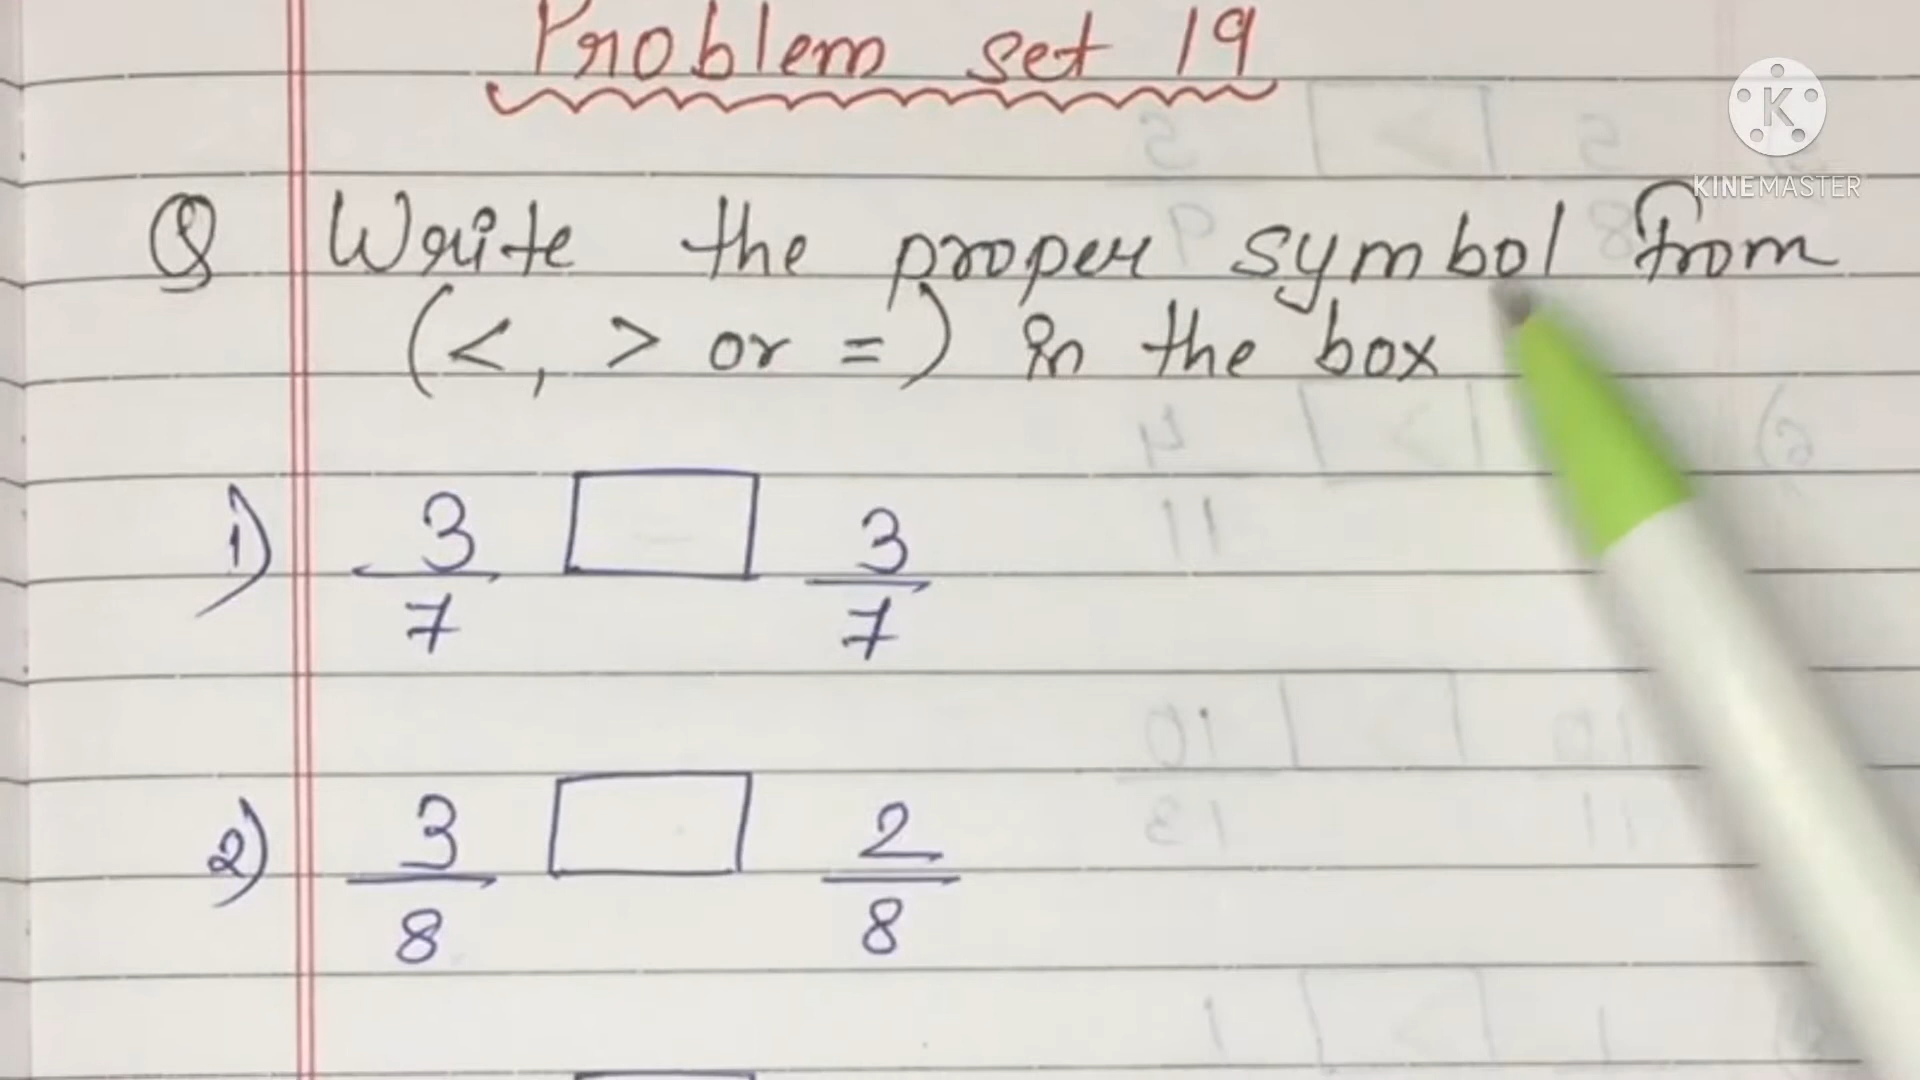 Problem set 19
K
KINEMASTER
Q Write the proper symbol from
(<, > or =) in the box
1) 3/7 □ 3/7
2) 3/8 □ 2/8